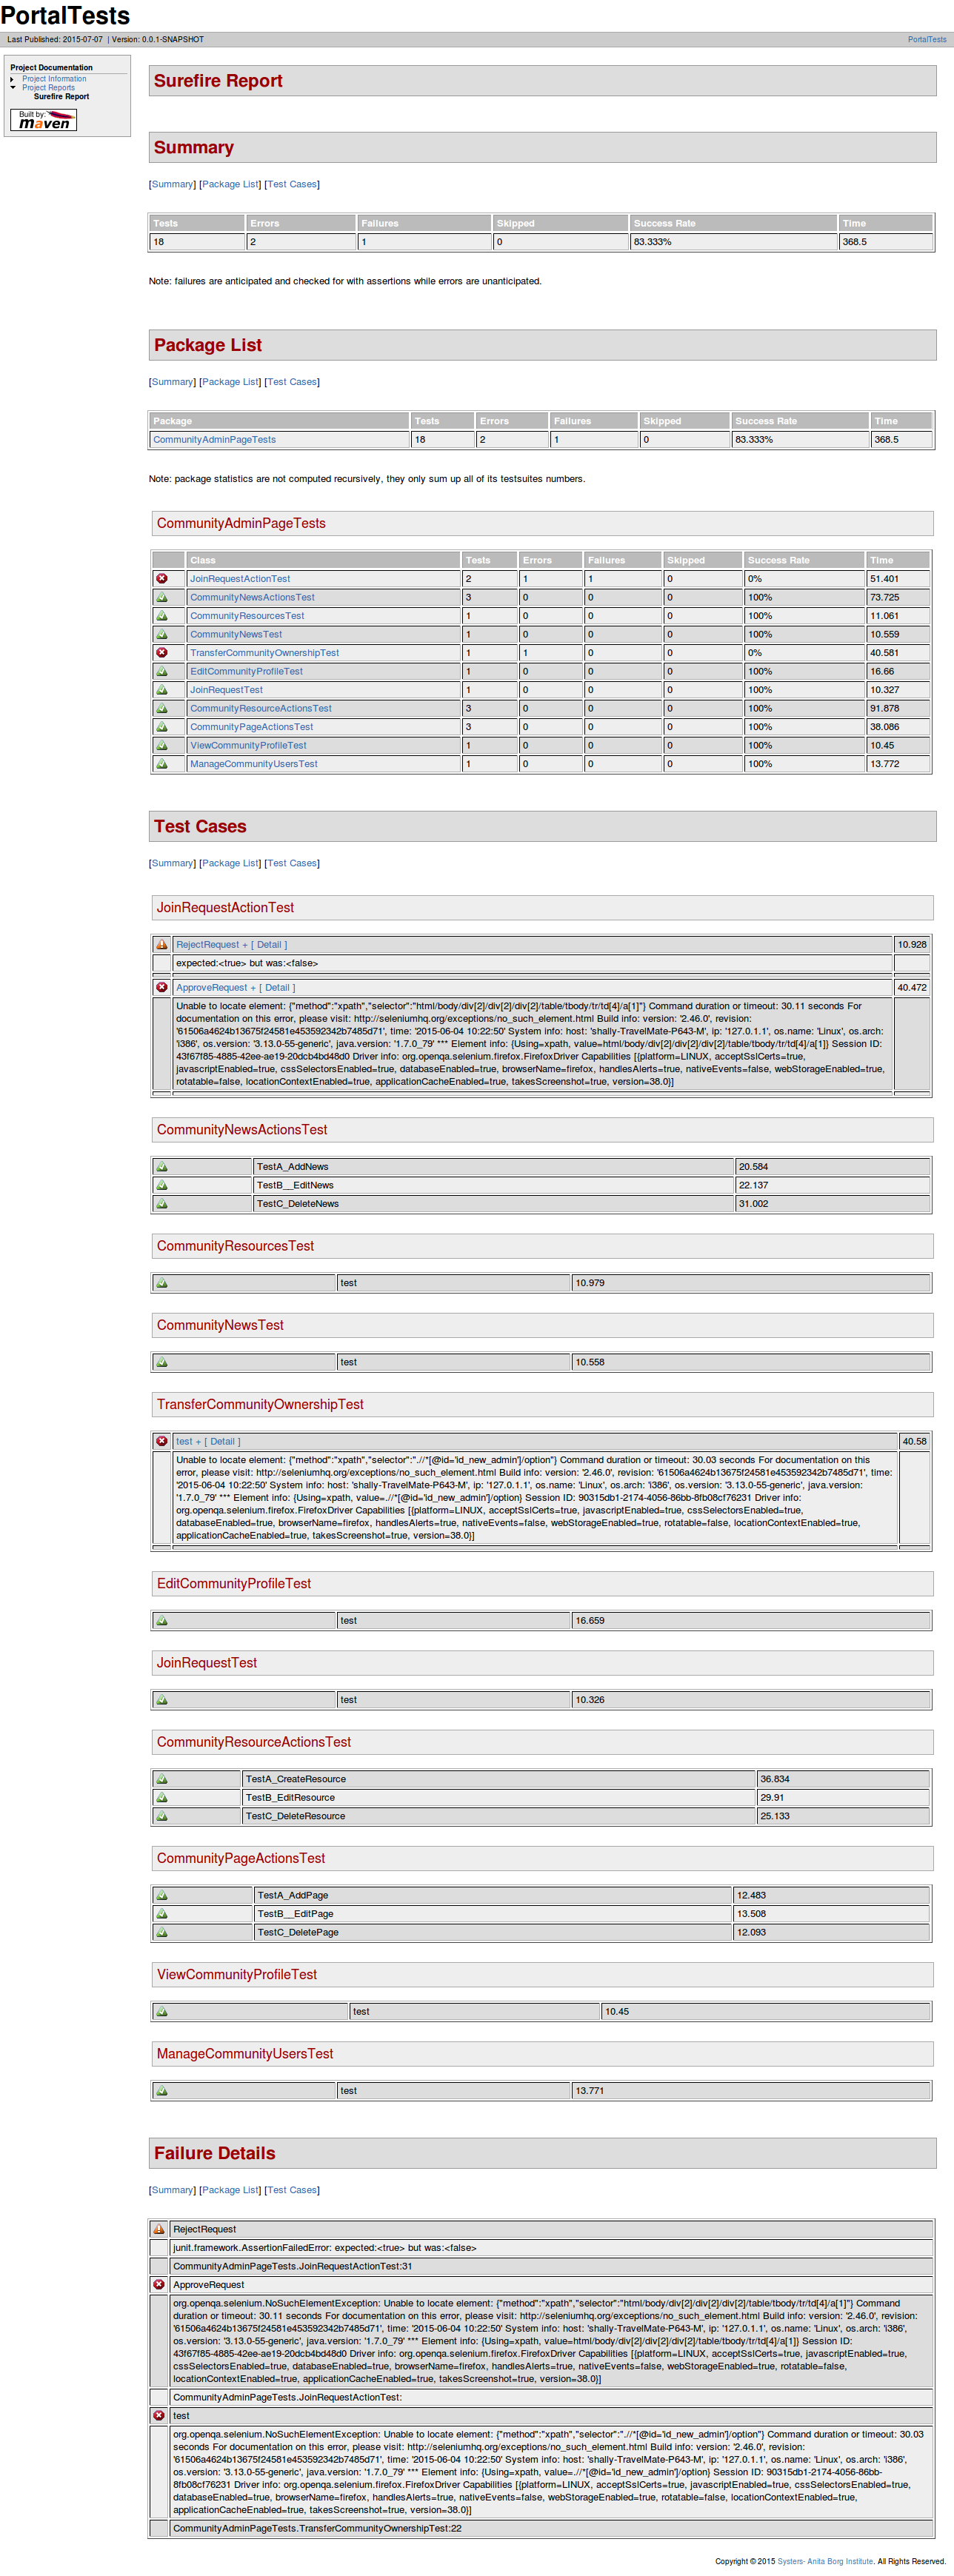 PortalTests
Last Published: 2015-07-07 | Version: 0.0.1-SNAPSHOT PortalTests
Project Documentation
Project Information
Project Reports
Surefire Report
Built by:
maven
Surefire Report
Summary
[Summary] [Package List] [Test Cases]
Tests Errors Failures Skipped Success Rate Time
18 2 1 0 83.333% 368.5
Note: failures are anticipated and checked for with assertions while errors are unanticipated.
Package List
[Summary] [Package List] [Test Cases]
Package Tests Errors Failures Skipped Success Rate Time
CommunityAdminPageTests 18 2 1 0 83.333% 368.5
Note: package statistics are not computed recursively, they only sum up all of its testsuites numbers.
CommunityAdminPageTests
Class Tests Errors Failures Skipped Success Rate Time
JoinRequestActionTest 2 1 1 0 0% 51.401
CommunityNewsActionsTest 3 0 0 0 100% 73.725
CommunityResourcesTest 1 0 0 0 100% 11.061
CommunityNewsTest 1 0 0 0 100% 10.559
TransferCommunityOwnershipTest 1 1 0 0 0% 40.581
EditCommunityProfileTest 1 0 0 0 100% 16.66
JoinRequestTest 1 0 0 0 100% 10.327
CommunityResourceActionsTest 3 0 0 0 100% 91.878
CommunityPageActionsTest 3 0 0 0 100% 38.086
ViewCommunityProfileTest 1 0 0 0 100% 10.45
ManageCommunityUsersTest 1 0 0 0 100% 13.772
Test Cases
[Summary] [Package List] [Test Cases]
JoinRequestActionTest
RejectRequest + [ Detail ] 10.928
expected:<true> but was:<false>
ApproveRequest + [ Detail ] 40.472
Unable to locate element: {"method":"xpath","selector":"html/body/div[2]/div[2]/div[2]/table/tbody/tr/td[4]/a[1]"} Command duration or timeout: 30.11 seconds For
documentation on this error, please visit: http://seleniumhq.org/exceptions/no_such_element.html Build info: version: '2.46.0', revision:
'61506a4624b13675f24581e453592342b7485d71', time: '2015-06-04 10:22:50' System info: host: 'shally-TravelMate-P643-M', ip: '127.0.1.1', os.name: 'Linux', os.arch:
'i386', os.version: '3.13.0-55-generic', java.version: '1.7.0_79' *** Element info: {Using=xpath, value=html/body/div[2]/div[2]/div[2]/table/tbody/tr/td[4]/a[1]} Session ID:
43f67f85-4885-42ee-ae19-20dcb4bd48d0 Driver info: org.openqa.selenium.firefox.FirefoxDriver Capabilities [{platform=LINUX, acceptSslCerts=true,
javascriptEnabled=true, cssSelectorsEnabled=true, databaseEnabled=true, browserName=firefox, handlesAlerts=true, nativeEvents=false, webStorageEnabled=true,
rotatable=false, locationContextEnabled=true, applicationCacheEnabled=true, takesScreenshot=true, version=38.0}]
CommunityNewsActionsTest
TestA_AddNews 20.584
TestB__EditNews 22.137
TestC_DeleteNews 31.002
CommunityResourcesTest
test 10.979
CommunityNewsTest
test 10.558
TransferCommunityOwnershipTest
test + [ Detail ] 40.58
Unable to locate element: {"method":"xpath","selector":".//*[@id='id_new_admin']/option"} Command duration or timeout: 30.03 seconds For documentation on this
error, please visit: http://seleniumhq.org/exceptions/no_such_element.html Build info: version: '2.46.0', revision: '61506a4624b13675f24581e453592342b7485d71', time:
'2015-06-04 10:22:50' System info: host: 'shally-TravelMate-P643-M', ip: '127.0.1.1', os.name: 'Linux', os.arch: 'i386', os.version: '3.13.0-55-generic', java.version:
'1.7.0_79' *** Element info: {Using=xpath, value=.//*[@id='id_new_admin']/option} Session ID: 90315db1-2174-4056-86bb-8fb08cf76231 Driver info:
org.openqa.selenium.firefox.FirefoxDriver Capabilities [{platform=LINUX, acceptSslCerts=true, javascriptEnabled=true, cssSelectorsEnabled=true,
databaseEnabled=true, browserName=firefox, handlesAlerts=true, nativeEvents=false, webStorageEnabled=true, rotatable=false, locationContextEnabled=true,
applicationCacheEnabled=true, takesScreenshot=true, version=38.0}]
EditCommunityProfileTest
test 16.659
JoinRequestTest
test 10.326
CommunityResourceActionsTest
TestA_CreateResource 36.834
TestB_EditResource 29.91
TestC_DeleteResource 25.133
CommunityPageActionsTest
TestA_AddPage 12.483
TestB__EditPage 13.508
TestC_DeletePage 12.093
ViewCommunityProfileTest
test 10.45
ManageCommunityUsersTest
test 13.771
Failure Details
[Summary] [Package List] [Test Cases]
RejectRequest
junit.framework.AssertionFailedError: expected:<true> but was:<false>
CommunityAdminPageTests.JoinRequestActionTest:31
ApproveRequest
org.openqa.selenium.NoSuchElementException: Unable to locate element: {"method":"xpath","selector":"html/body/div[2]/div[2]/div[2]/table/tbody/tr/td[4]/a[1]"} Command
duration or timeout: 30.11 seconds For documentation on this error, please visit: http://seleniumhq.org/exceptions/no_such_element.html Build info: version: '2.46.0', revision:
'61506a4624b13675f24581e453592342b7485d71', time: '2015-06-04 10:22:50' System info: host: 'shally-TravelMate-P643-M', ip: '127.0.1.1', os.name: 'Linux', os.arch: 'i386',
os.version: '3.13.0-55-generic', java.version: '1.7.0_79' *** Element info: {Using=xpath, value=html/body/div[2]/div[2]/div[2]/table/tbody/tr/td[4]/a[1]} Session ID:
43f67f85-4885-42ee-ae19-20dcb4bd48d0 Driver info: org.openqa.selenium.firefox.FirefoxDriver Capabilities [{platform=LINUX, acceptSslCerts=true, javascriptEnabled=true,
cssSelectorsEnabled=true, databaseEnabled=true, browserName=firefox, handlesAlerts=true, nativeEvents=false, webStorageEnabled=true, rotatable=false,
locationContextEnabled=true, applicationCacheEnabled=true, takesScreenshot=true, version=38.0}]
CommunityAdminPageTests.JoinRequestActionTest:
test
org.openqa.selenium.NoSuchElementException: Unable to locate element: {"method":"xpath","selector":".//*[@id='id_new_admin']/option"} Command duration or timeout: 30.03
seconds For documentation on this error, please visit: http://seleniumhq.org/exceptions/no_such_element.html Build info: version: '2.46.0', revision:
'61506a4624b13675f24581e453592342b7485d71', time: '2015-06-04 10:22:50' System info: host: 'shally-TravelMate-P643-M', ip: '127.0.1.1', os.name: 'Linux', os.arch: 'i386',
os.version: '3.13.0-55-generic', java.version: '1.7.0_79' *** Element info: {Using=xpath, value=.//*[@id='id_new_admin']/option} Session ID: 90315db1-2174-4056-86bb-
8fb08cf76231 Driver info: org.openqa.selenium.firefox.FirefoxDriver Capabilities [{platform=LINUX, acceptSslCerts=true, javascriptEnabled=true, cssSelectorsEnabled=true,
databaseEnabled=true, browserName=firefox, handlesAlerts=true, nativeEvents=false, webStorageEnabled=true, rotatable=false, locationContextEnabled=true,
applicationCacheEnabled=true, takesScreenshot=true, version=38.0}]
CommunityAdminPageTests.TransferCommunityOwnershipTest:22
Copyright © 2015 Systers- Anita Borg Institute. All Rights Reserved.